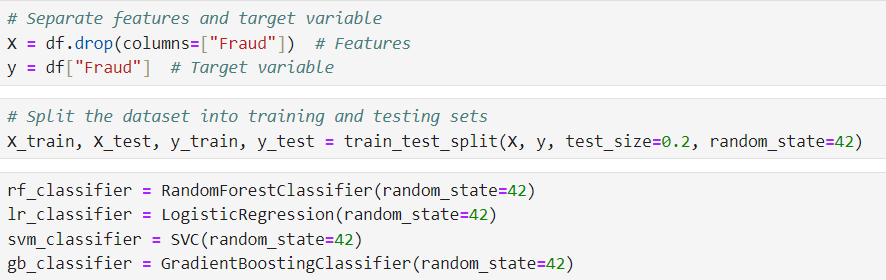 # Separate features and target variable
X = df.drop(columns=["Fraud"])  # Features
y = df["Fraud"]  # Target variable
# Split the dataset into training and testing sets
X_train, X_test, y_train, y_test = train_test_split(X, y, test_size=0.2, random_state=42)
rf_classifier = RandomForestClassifier(random_state=42)
lr_classifier = LogisticRegression(random_state=42)
svm_classifier = SVC(random_state=42)
gb_classifier = GradientBoostingClassifier(random_state=42)